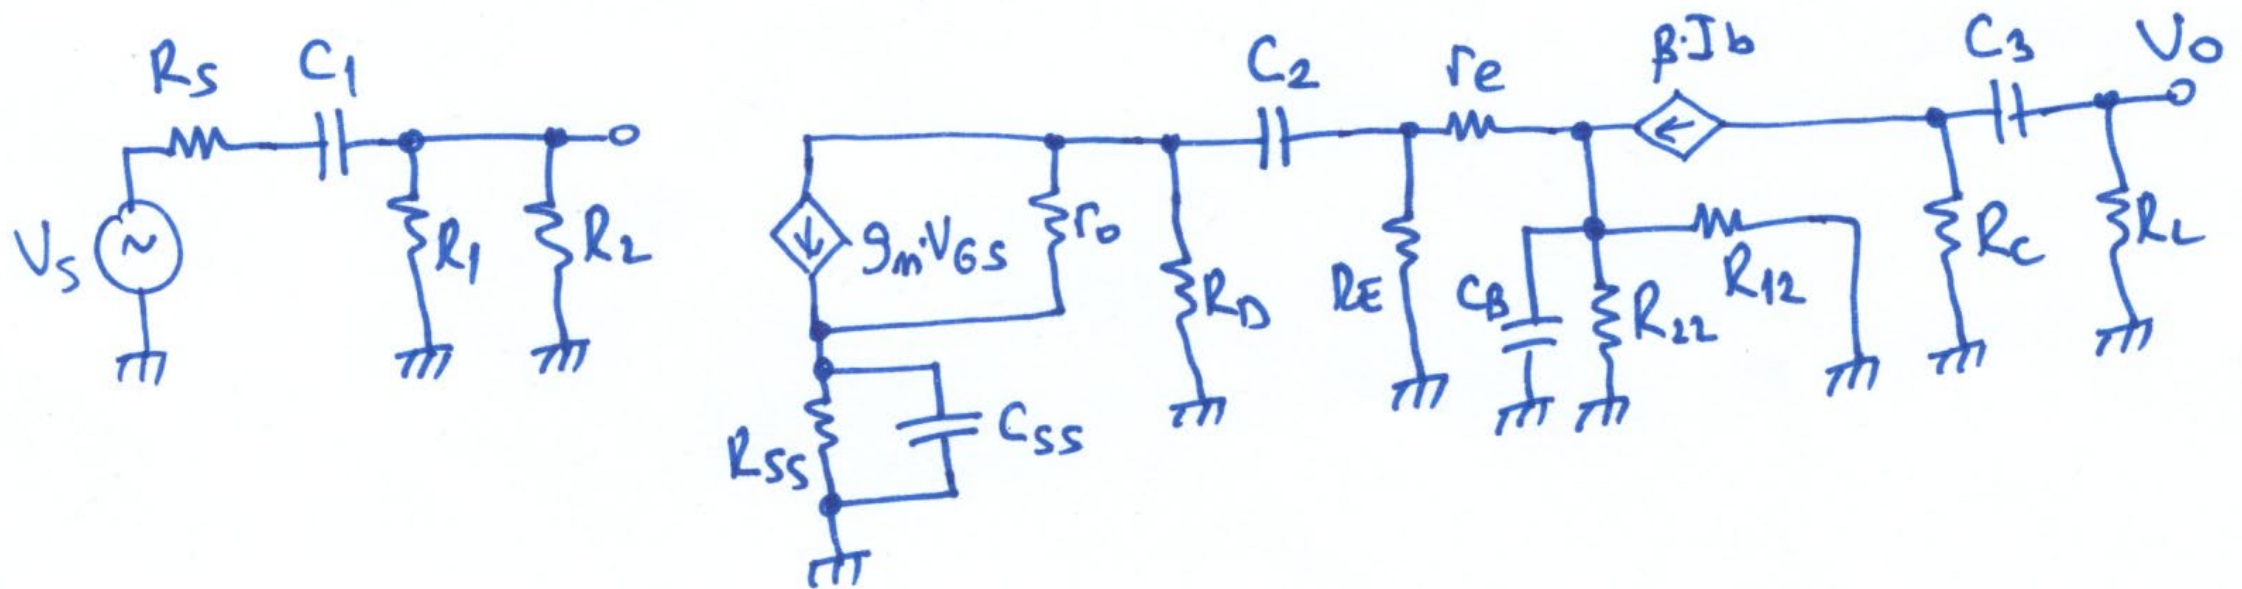 Rs
C1
Vs
R1
R2
gm·VGS
ro
RSS
CSS
RD
C2
RE
re
β·Ib
CB
R22
R12
C3
Vo
RC
RL